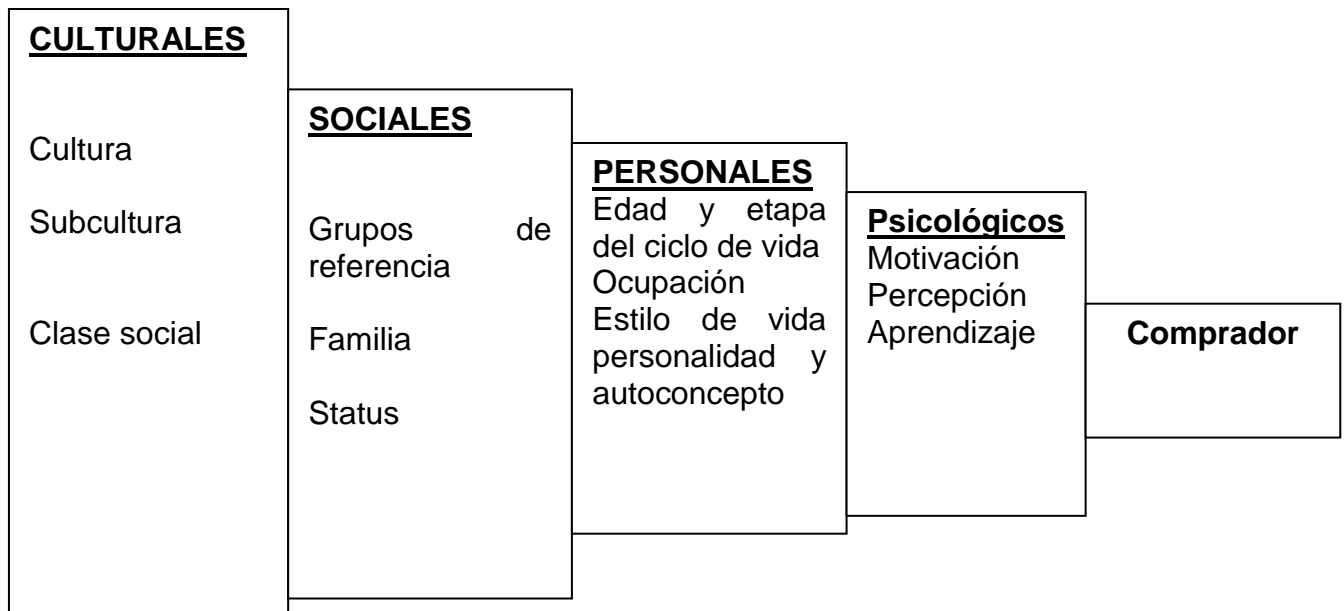 CULTURALES
Cultura
Subcultura
Clase social
SOCIALES
Grupos de
referencia
Familia
Status
PERSONALES
Edad y etapa
del ciclo de vida
Ocupación
Estilo de vida
personalidad y
autoconcepto
Psicológicos
Motivación
Percepción
Aprendizaje
Comprador